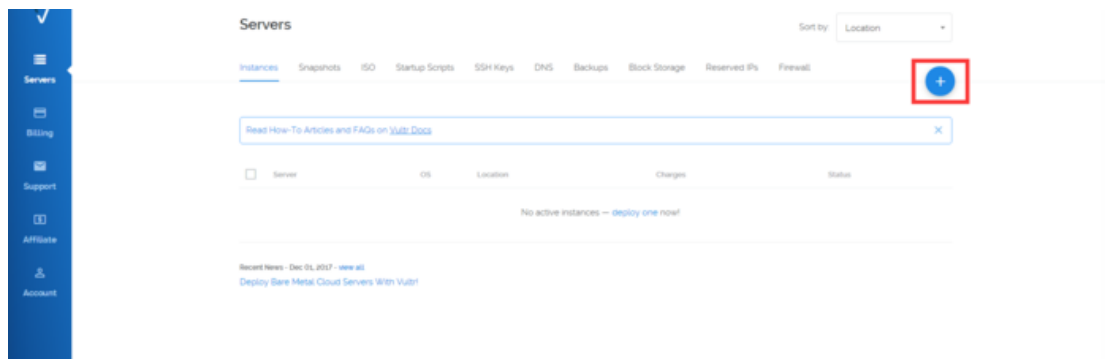 Servers
Sort by: Location
Servers
Instances Snapshots ISO Startup Scripts SSH Keys DNS Backups Block Storage Reserved IPs Firewall
+
Billing
Read How-To Articles and FAQs on Vultr Docs
Support
Server OS Location Charges Status
No active instances — deploy one now!
Affiliate
Recent News - Dec 01, 2017 - view all
Deploy Bare Metal Cloud Servers With Vultr!
Account